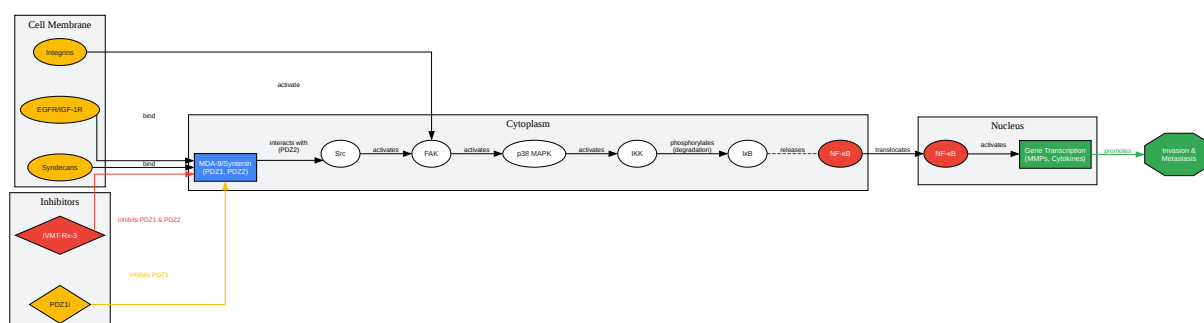 Cell Membrane
Integrins
EGFR/IGF-1R
Syndecans
activate
bind
bind
Inhibitors
IVMT-Rx-3
PDZ1i
inhibits PDZ1 & PDZ2
inhibits PDZ1
Cytoplasm
MDA-9/Syntenin
(PDZ1, PDZ2)
interacts with
(PDZ2)
Src
activates
FAK
activates
p38 MAPK
activates
IKK
phosphorylates
(degradation)
IκB
releases
NF-κB
translocates
Nucleus
NF-κB
activates
Gene Transcription
(MMPs, Cytokines)
promotes
Invasion &
Metastasis